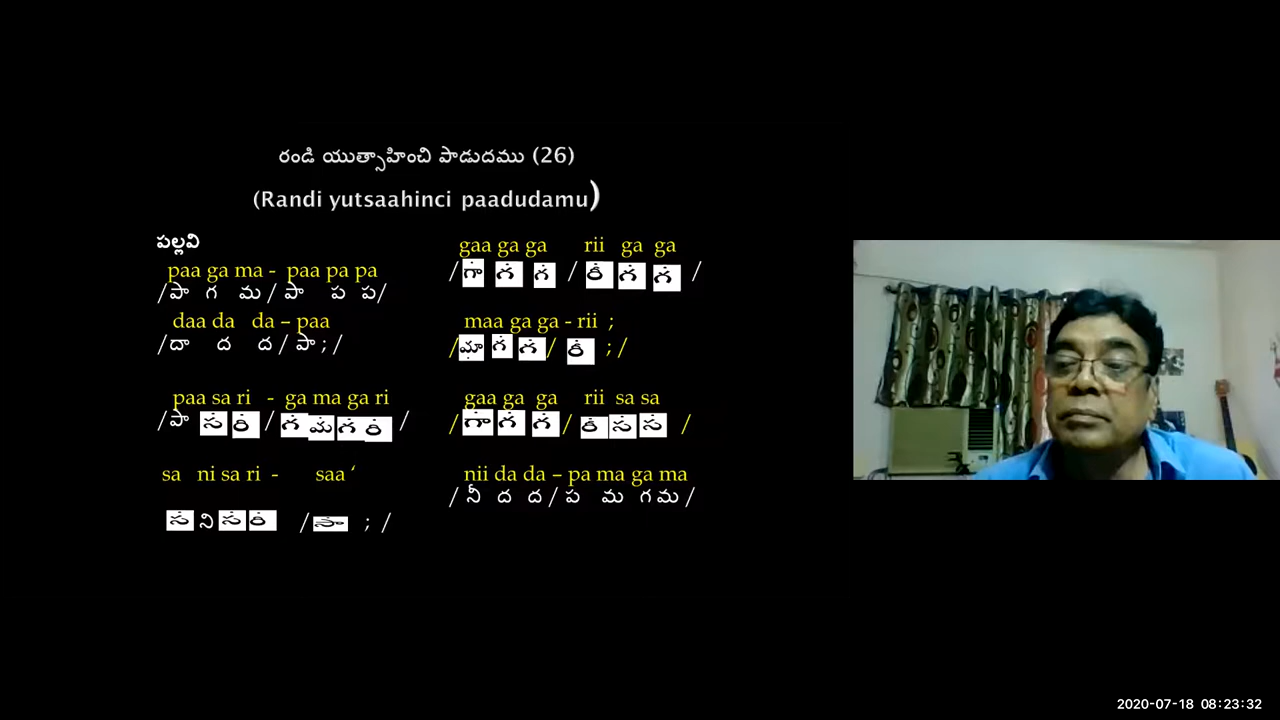 రండి యుత్సాహించి పాడుదము (26)
(Randi yutsaahinci paadudamu)
పల్లవి
paa ga ma - paa pa pa
/పా గ మ / పా ప ప/
daa da da – paa
/దా ద ద / పా ; /
paa sa ri - ga ma ga ri
/పా సం రిం / గం మం గం రిం /
sa ni sa ri - saa ‘
సం ని సం రిం / సాం ; /
gaa ga ga rii ga ga
/ గాం గం గం / రీం గం గం /
maa ga ga - rii ;
/ మాం గం గం / రీం ; /
gaa ga ga rii sa sa
/ గాం గం గం / రీం సం సం /
nii da da – pa ma ga ma
/ నీ ద ద / ప మ గ మ /
2020-07-18 08:23:32